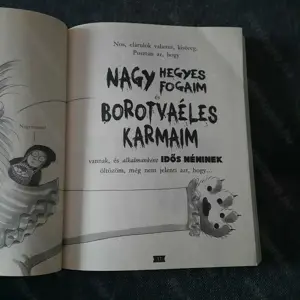 Nos, elárulok valamit, kisöreg.
Pusztán az, hogy
NAGY HEGYES
FOGAIM
és
BOROTVAÉLES
KARMAIM
vannak, és alkalmanként IDŐS NÉNINEK
öltözöm, még nem jelenti azt, hogy...